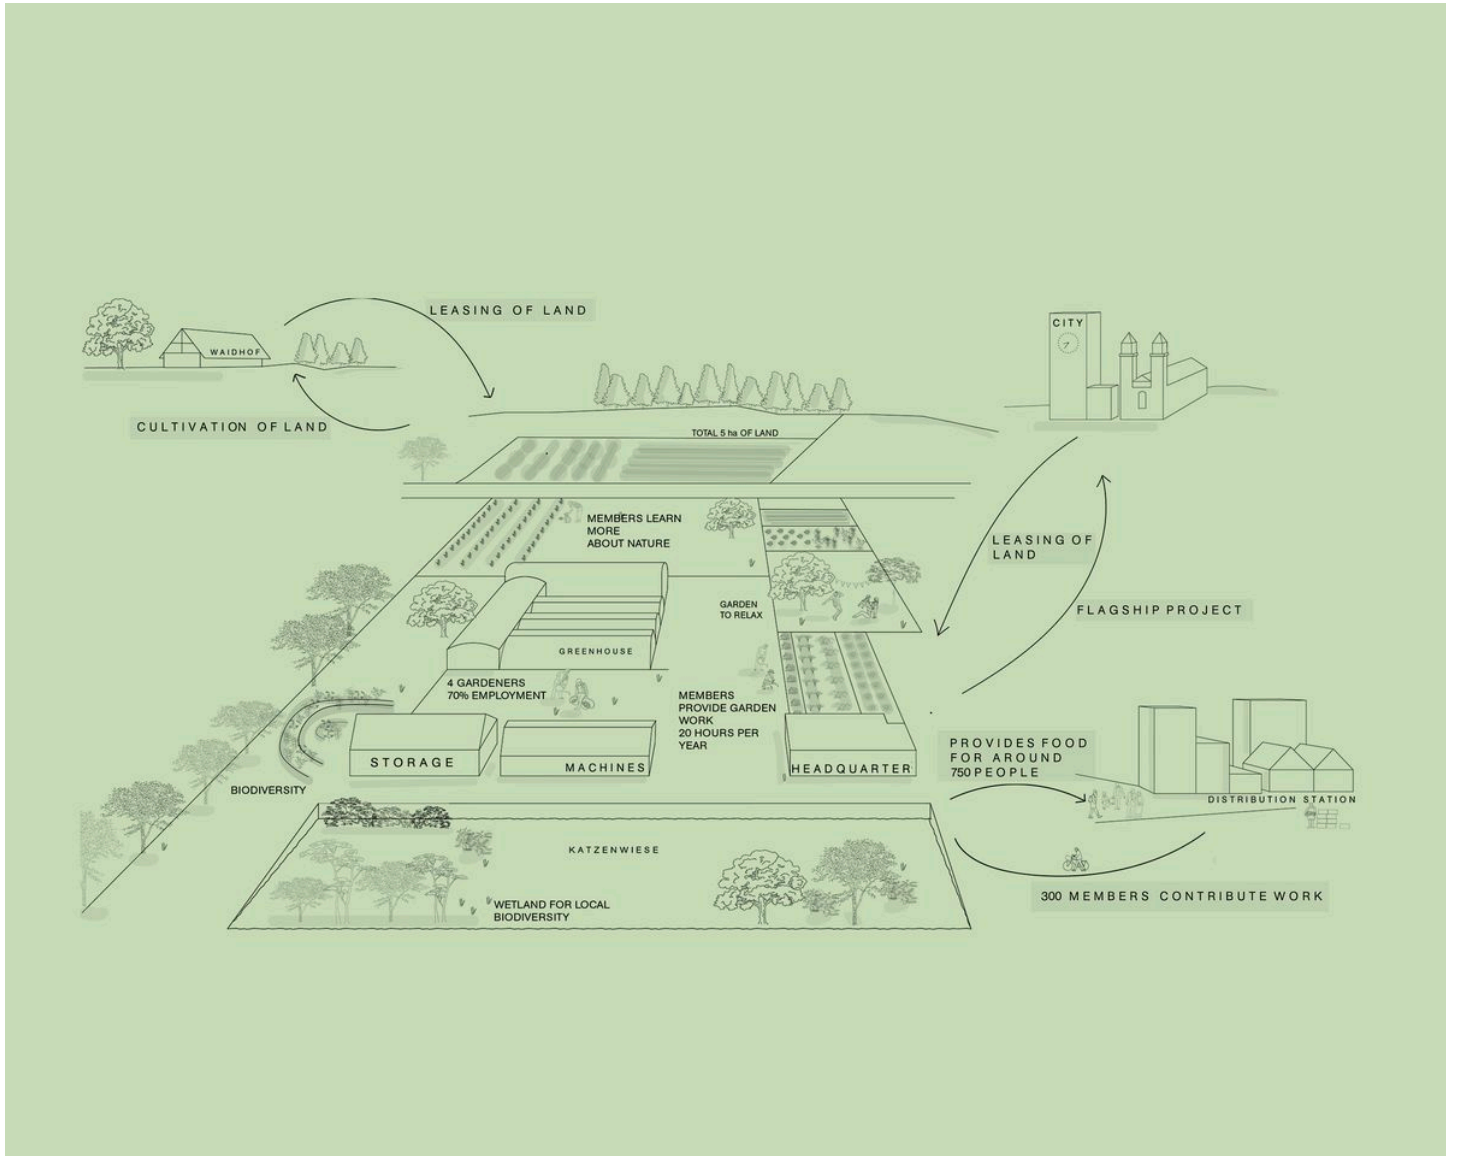 LEASING OF LAND
CITY
WAIDHOF
CULTIVATION OF LAND
TOTAL 5 ha OF LAND
MEMBERS LEARN
MORE
ABOUT NATURE
LEASING OF
LAND
GARDEN
TO RELAX
FLAGSHIP PROJECT
GREENHOUSE
4 GARDENERS
70% EMPLOYMENT
MEMBERS
PROVIDE GARDEN
WORK
20 HOURS PER
YEAR
STORAGE
MACHINES
HEADQUARTER
PROVIDES FOOD
FOR AROUND
750 PEOPLE
BIODIVERSITY
DISTRIBUTION STATION
KATZENWIESE
WETLAND FOR LOCAL
BIODIVERSITY
300 MEMBERS CONTRIBUTE WORK